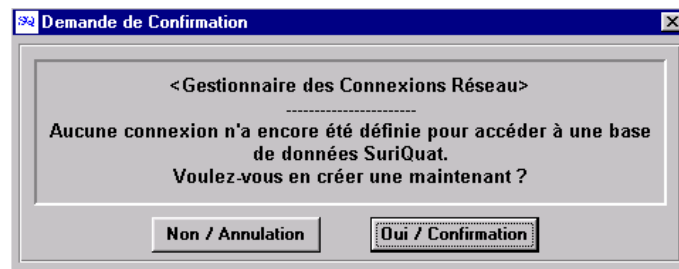 SQ Demande de Confirmation
<Gestionnaire des Connexions Réseau>
----------------------
Aucune connexion n'a encore été définie pour accéder à une base
de données SuriQuat.
Voulez-vous en créer une maintenant ?
Non / Annulation Oui / Confirmation